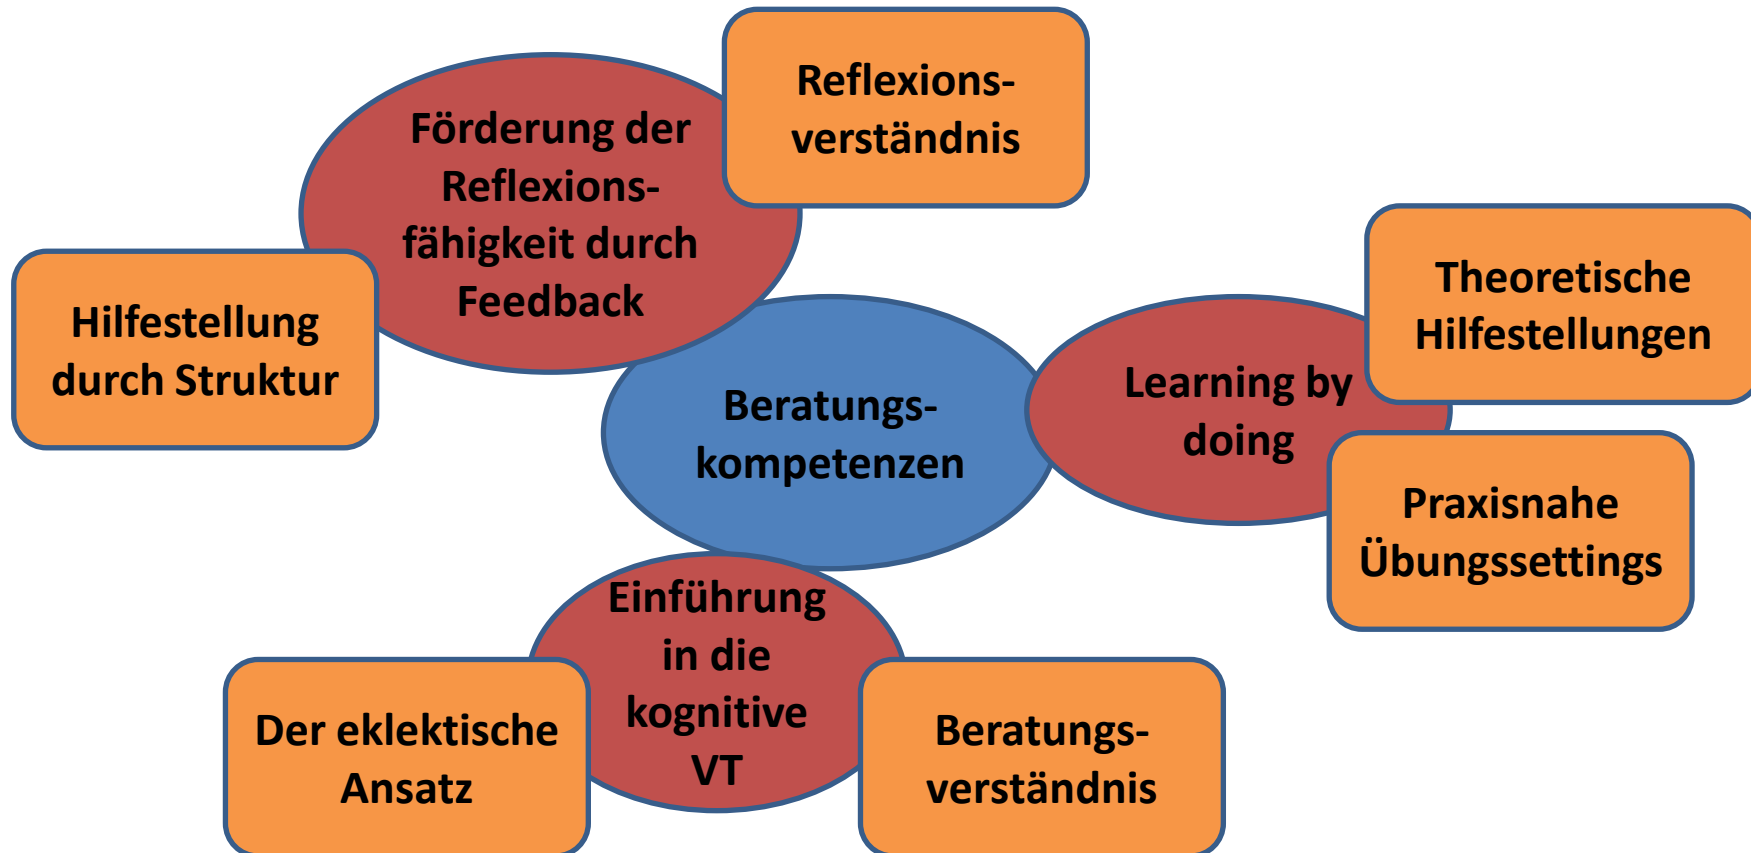 Reflexions-
verständnis
Förderung der
Reflexions-
fähigkeit durch
Feedback
Hilfestellung
durch Struktur
Theoretische
Hilfestellungen
Learning by
doing
Beratungs-
kompetenzen
Praxisnahe
Übungssettings
Einführung
in die
kognitive
VT
Der eklektische
Ansatz
Beratungs-
verständnis